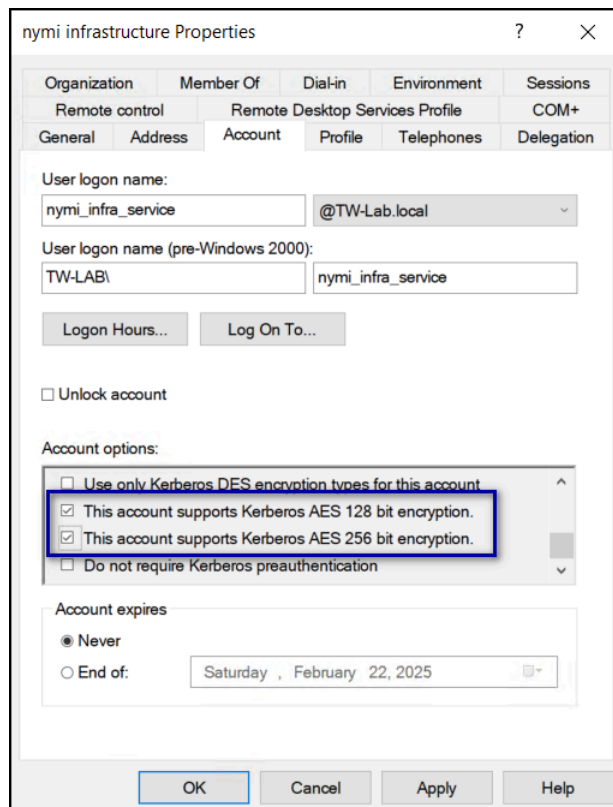 nymi infrastructure Properties ? ×
Organization Member Of Dial-in Environment Sessions
Remote control Remote Desktop Services Profile COM+
General Address Account Profile Telephones Delegation
User logon name:
nymi_infra_service @TW-Lab.local
User logon name (pre-Windows 2000):
TW-LAB\ nymi_infra_service
Logon Hours... Log On To...
Unlock account
Account options:
Use only Kerberos DES encryption types for this account
This account supports Kerberos AES 128 bit encryption.
This account supports Kerberos AES 256 bit encryption.
Do not require Kerberos preauthentication
Account expires
Never
End of: Saturday , February 22, 2025
OK Cancel Apply Help